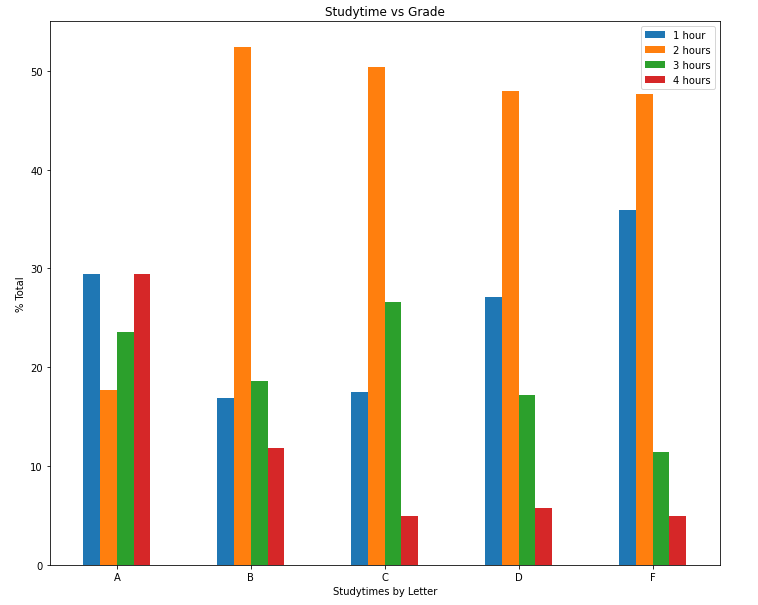 Studytime vs Grade
1 hour
2 hours
3 hours
4 hours
% Total
50
40
30
20
10
0
A B C D F
Studytimes by Letter